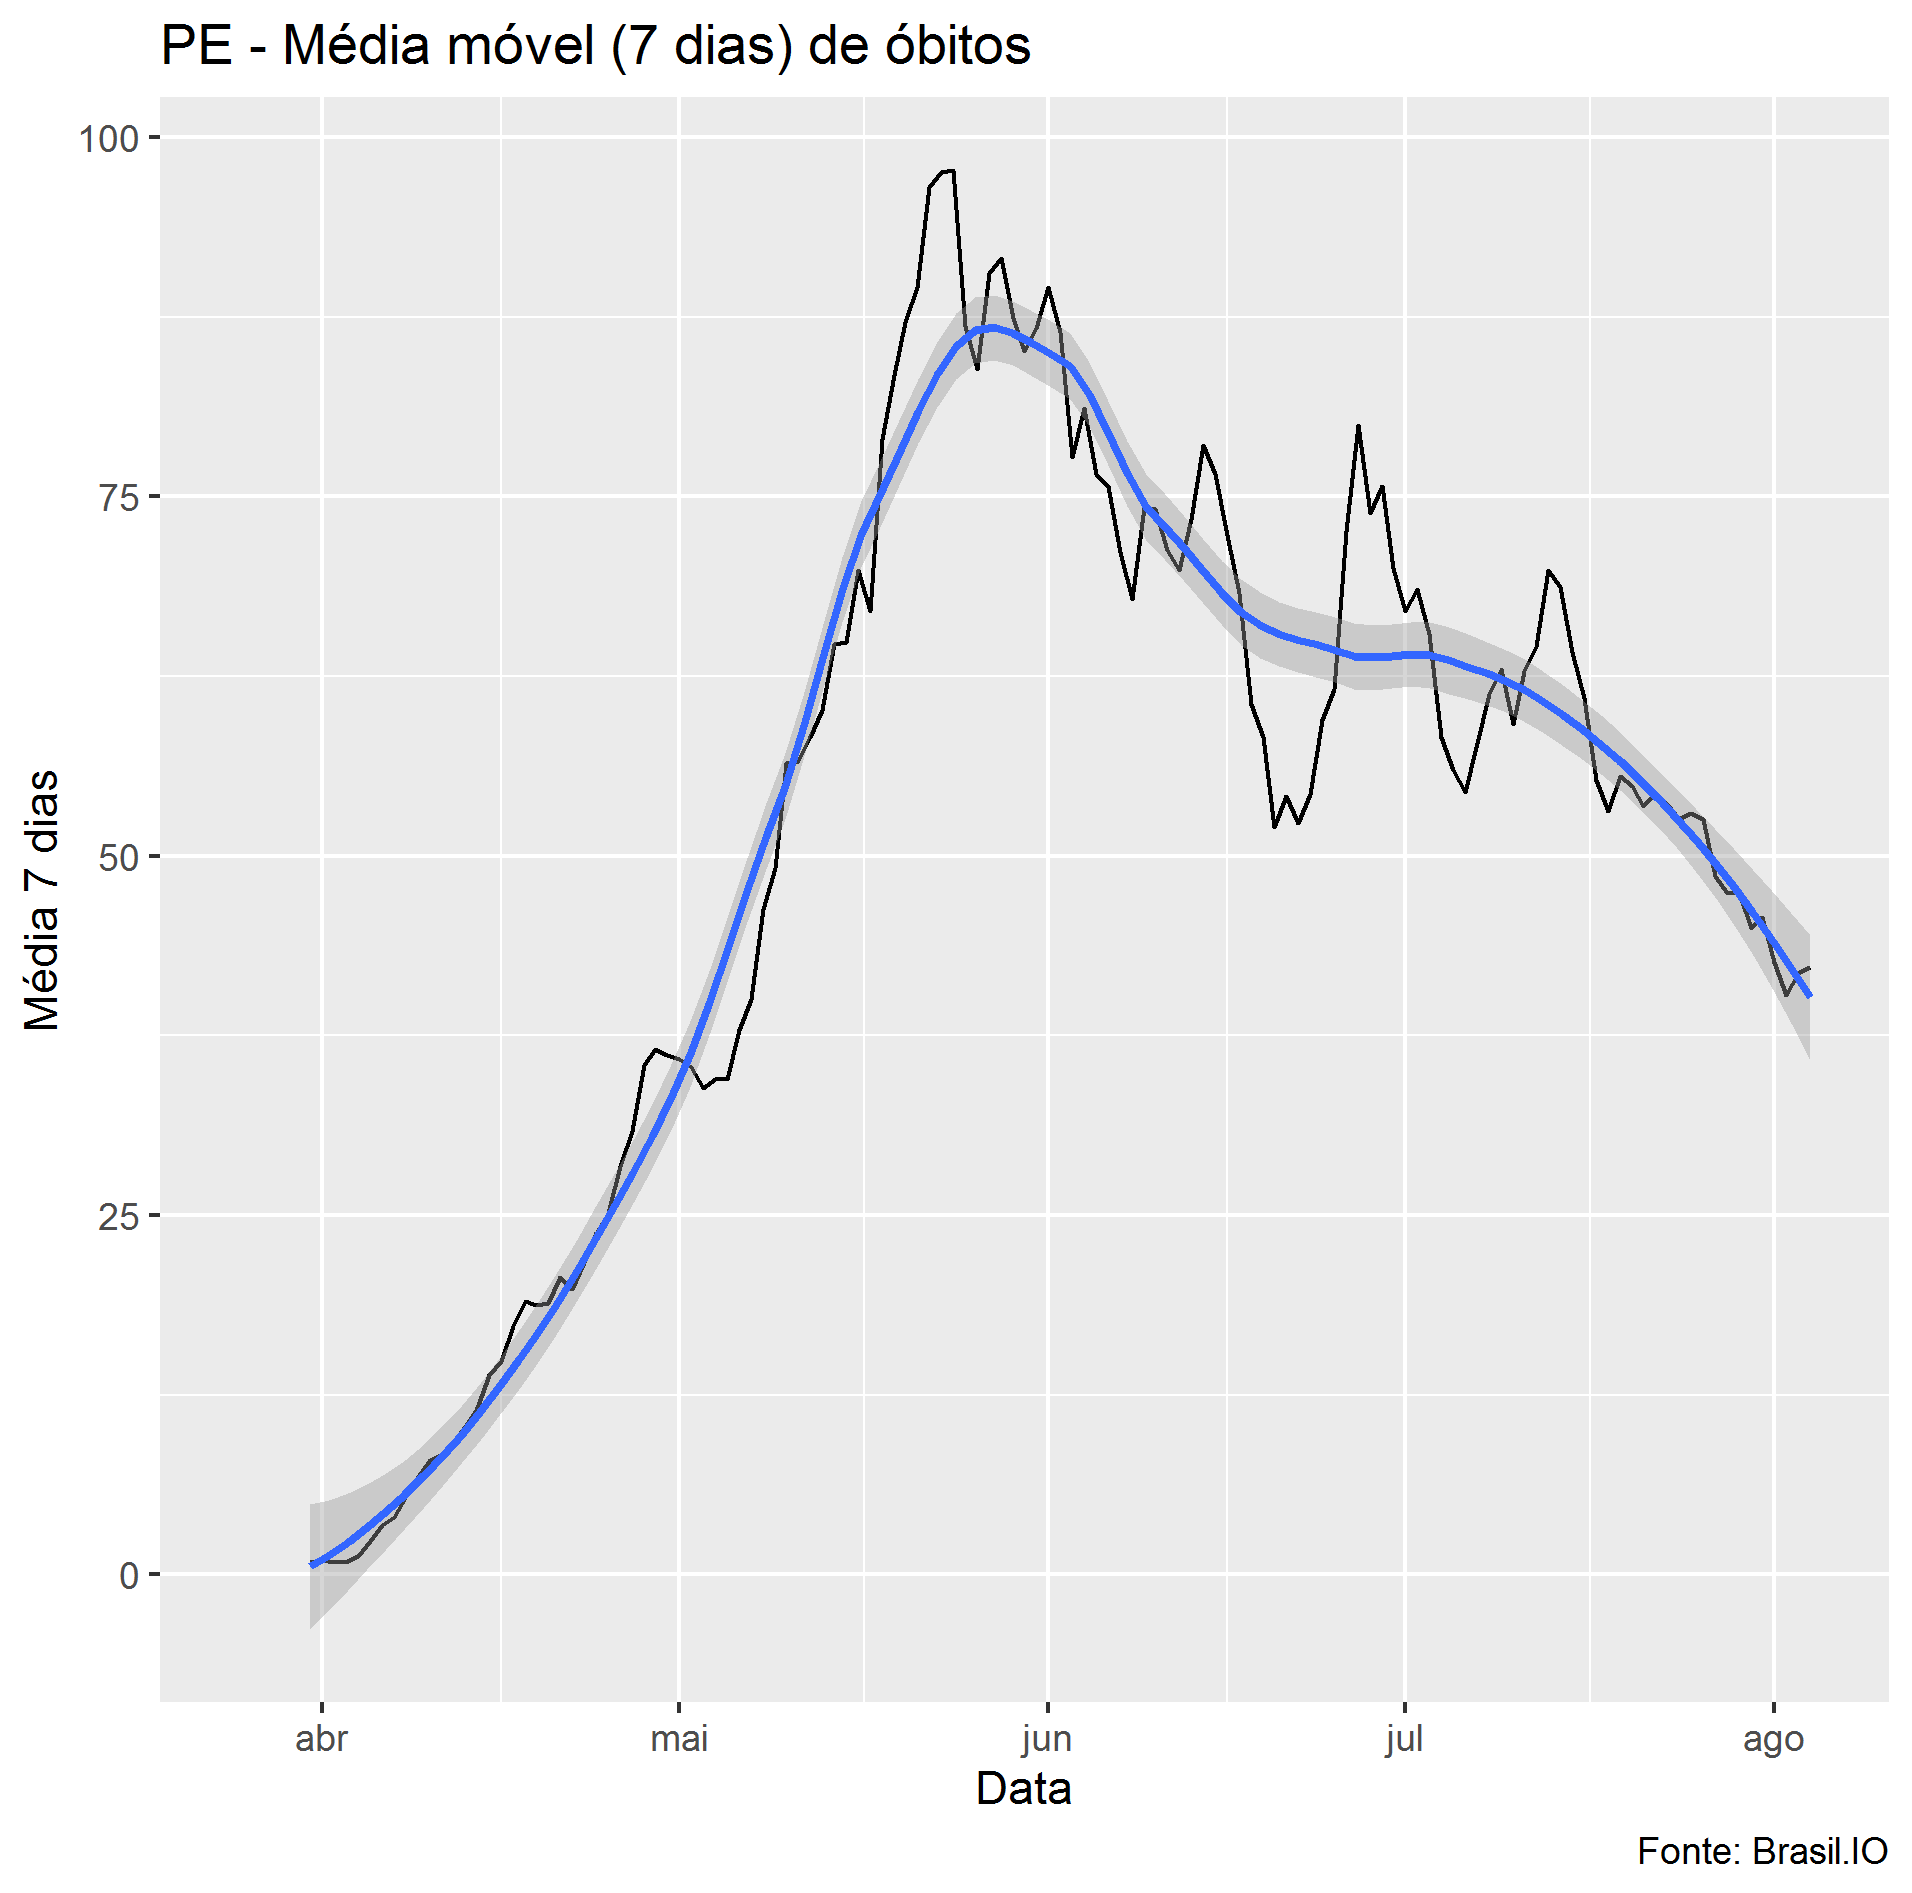 PE - Média móvel (7 dias) de óbitos
100
75
50
25
0
Média 7 dias
abr mai jun jul ago
Data
Fonte: Brasil.IO